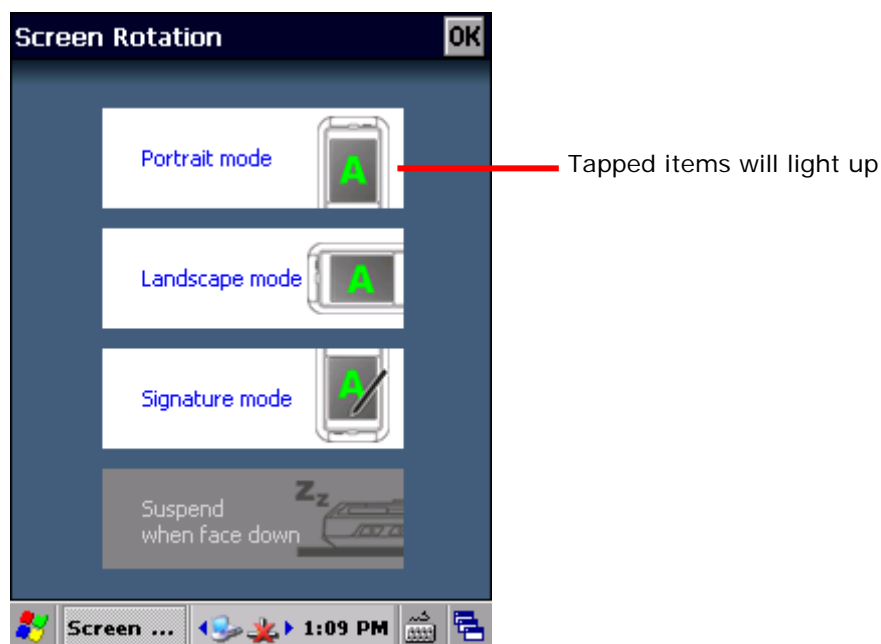 Screen Rotation OK
Portrait mode A
Tapped items will light up
Landscape mode A
Signature mode A
Suspend
when face down
Zz
Screen ... 1:09 PM